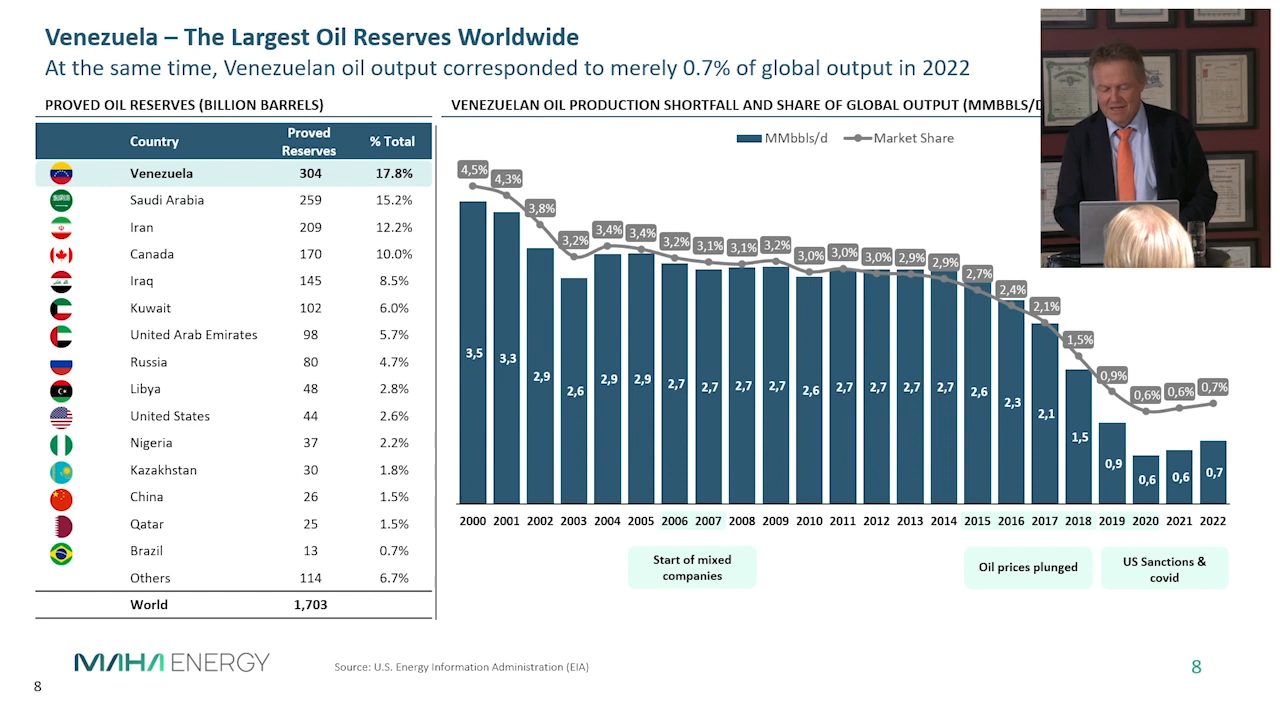 Venezuela – The Largest Oil Reserves Worldwide
At the same time, Venezuelan oil output corresponded to merely 0.7% of global output in 2022
PROVED OIL RESERVES (BILLION BARRELS)
Country Proved Reserves % Total
Venezuela 304 17.8%
Saudi Arabia 259 15.2%
Iran 209 12.2%
Canada 170 10.0%
Iraq 145 8.5%
Kuwait 102 6.0%
United Arab Emirates 98 5.7%
Russia 80 4.7%
Libya 48 2.8%
United States 44 2.6%
Nigeria 37 2.2%
Kazakhstan 30 1.8%
China 26 1.5%
Qatar 25 1.5%
Brazil 13 0.7%
Others 114 6.7%
World 1,703
VENEZUELAN OIL PRODUCTION SHORTFALL AND SHARE OF GLOBAL OUTPUT (MMBBLS/D
MMbbls/d Market Share
4,5% 4,3% 3,8% 3,2% 3,4% 3,4% 3,2% 3,1% 3,1% 3,2% 3,0% 3,0% 3,0% 2,9% 2,9% 2,7% 2,4% 2,1% 1,5% 0,9% 0,6% 0,6% 0,7%
3,5 3,3 2,9 2,6 2,9 2,9 2,7 2,7 2,7 2,7 2,6 2,7 2,7 2,7 2,7 2,6 2,3 2,1 1,5 0,9 0,6 0,6 0,7
2000 2001 2002 2003 2004 2005 2006 2007 2008 2009 2010 2011 2012 2013 2014 2015 2016 2017 2018 2019 2020 2021 2022
Start of mixed
companies
Oil prices plunged
US Sanctions &
covid
MAHA ENERGY
Source: U.S. Energy Information Administration (EIA)
8
8